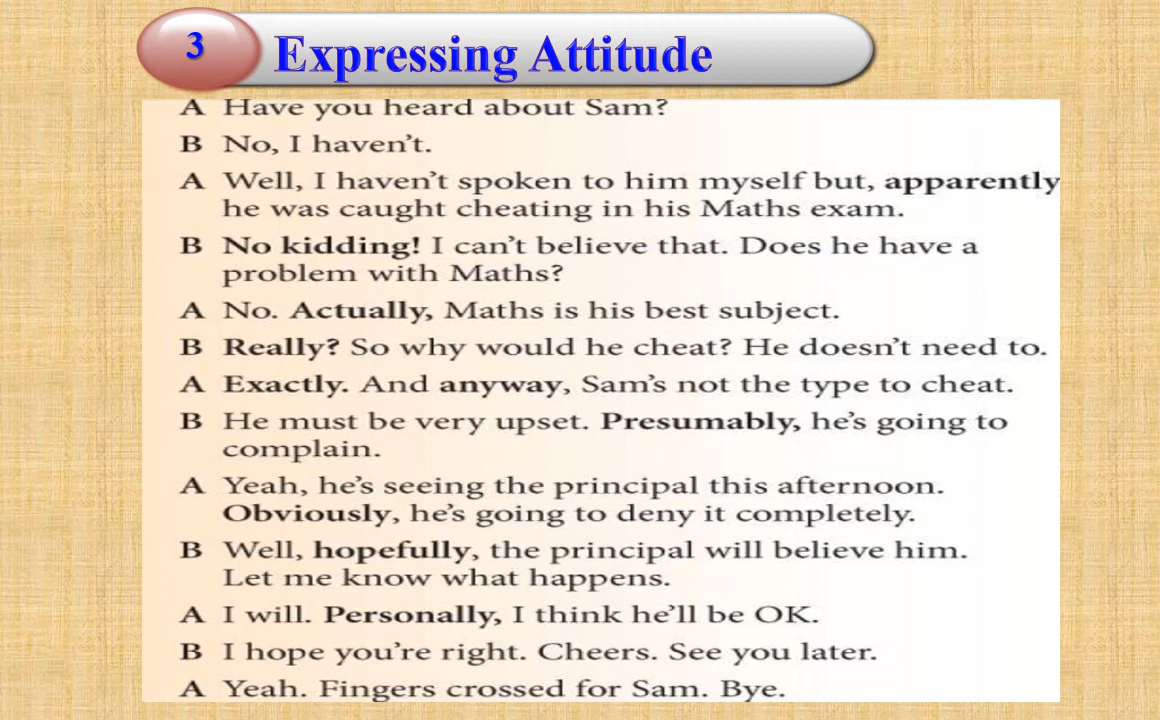 3
Expressing Attitude
A Have you heard about Sam?
B No, I haven't.
A Well, I haven't spoken to him myself but, apparently
he was caught cheating in his Maths exam.
B No kidding! I can't believe that. Does he have a
problem with Maths?
A No. Actually, Maths is his best subject.
B Really? So why would he cheat? He doesn't need to.
A Exactly. And anyway, Sam's not the type to cheat.
B He must be very upset. Presumably, he's going to
complain.
A Yeah, he's seeing the principal this afternoon.
Obviously, he's going to deny it completely.
B Well, hopefully, the principal will believe him.
Let me know what happens.
A I will. Personally, I think he'll be OK.
B I hope you're right. Cheers. See you later.
A Yeah. Fingers crossed for Sam. Bye.